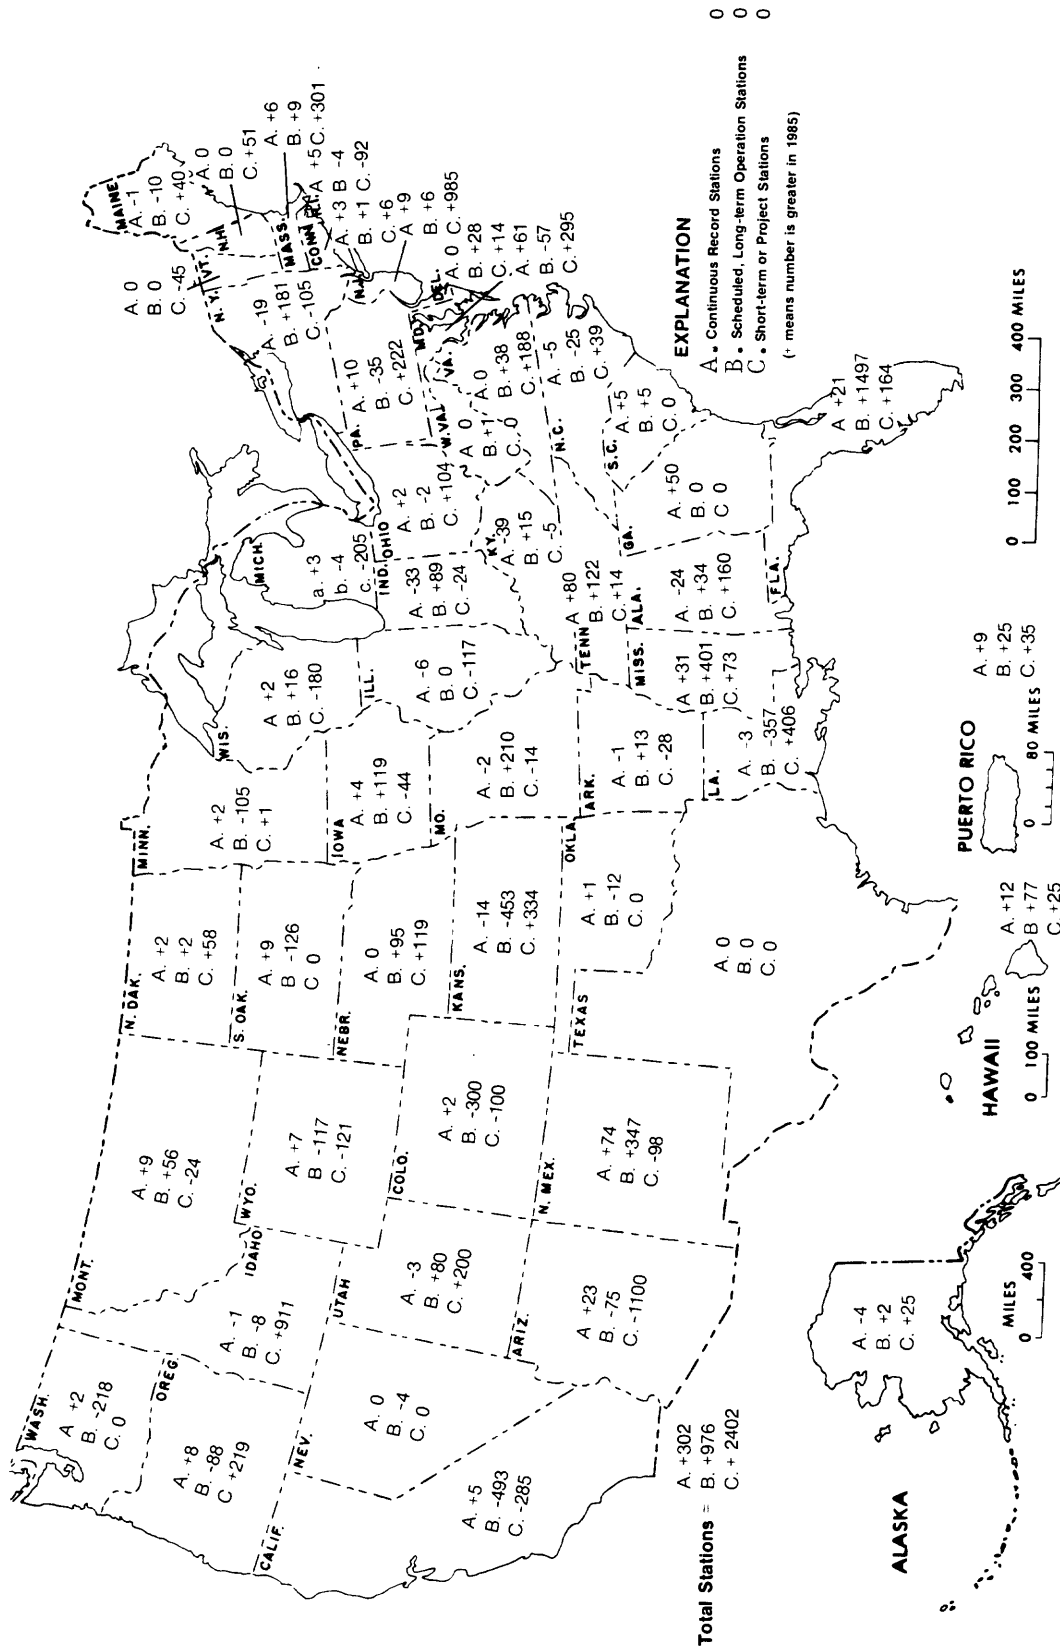 WASH.
A +2
B. -218
C. 0
OREG.
A. +8
B. -88
C +219
CALIF.
A. +5
B. -493
C. -285
NEV.
A. 0
B. -4
C. 0
IDAHO
A. -1
B. -8
C. +911
MONT.
A. +9
B. +56
C. -24
WYO.
A. +7
B -117
C. -121
UTAH
A. -3
B. +80
C. +200
ARIZ.
A +23
B. -75
C. -1100
COLO.
A. +2
B. -300
C. -100
N. MEX.
A. +74
B. +347
C. -98
N. DAK.
A. +2
B. +2
C. +58
S. OAK.
A. +9
B -126
C 0
NEBR.
A. 0
B. +95
C. +119
KANS.
A. -14
B. -453
C. +334
OKLA.
A. +1
B. -12
C. 0
TEXAS
A. 0
B. 0
C. 0
MINN.
A. +2
B. -105
C. +1
IOWA
A. +4
B. +119
C. -44
MO.
A. -2
B. +210
C. -14
ARK.
A. -1
B. +13
C. -28
LA.
A. -3
B. -357
C. +406
WIS.
A +2
B. +16
C. -180
ILL.
A. -6
B. 0
C. -117
MICH.
a. +3
b. -4
c. -205
IND.
A. -33
B. +89
C. -24
OHIO
A. +2
B. -2
C. +104
KY.
A. -39
B. +15
C. -5
TENN
A +80
B. +122
C. +14
MISS.
A +31
B. +401
C. +73
ALA.
A. -24
B. +34
C. +160
GA.
A. +50
B. 0
C 0
FLA.
A +21
B. +1497
C. +164
S.C.
A +5
B. +5
C. 0
N.C.
A. -5
B. -25
C. +39
VA.
A.0
B. +38
C. +188
W.VA.
A 0
B.+1
C. 0
PA.
A. +10
B. -35
C. +222
N.Y.
A. -19
B. +181
C. -105
VT.
A. 0
B. 0
C. -45
MAINE
A. -1
B. -10
C. +40
N.H.
A. 0
B. 0
C. +51
MASS.
A. +6
B. +9
C. +301
R.I.
A +5
B -4
C. -92
CONN.
A. +3
B. +1
C. +6
N.J.
A +9
B. +6
C. +985
DEL.
A. 0
B. +28
C. +14
MD.
A. +61
B. -57
C. +295
EXPLANATION
A. Continuous Record Stations 0
B. Scheduled, Long-term Operation Stations 0
C. Short-term or Project Stations 0
(+ means number is greater in 1985)
0 100 200 300 400 MILES
Total Stations = A. +302
B. +976
C. + 2402
ALASKA
A. -4
B. +2
C. +25
0 400
MILES
HAWAII
A. +12
B +77
C. +25
0 100 MILES
PUERTO RICO
A. +9
B. +25
C. +35
0 80 MILES